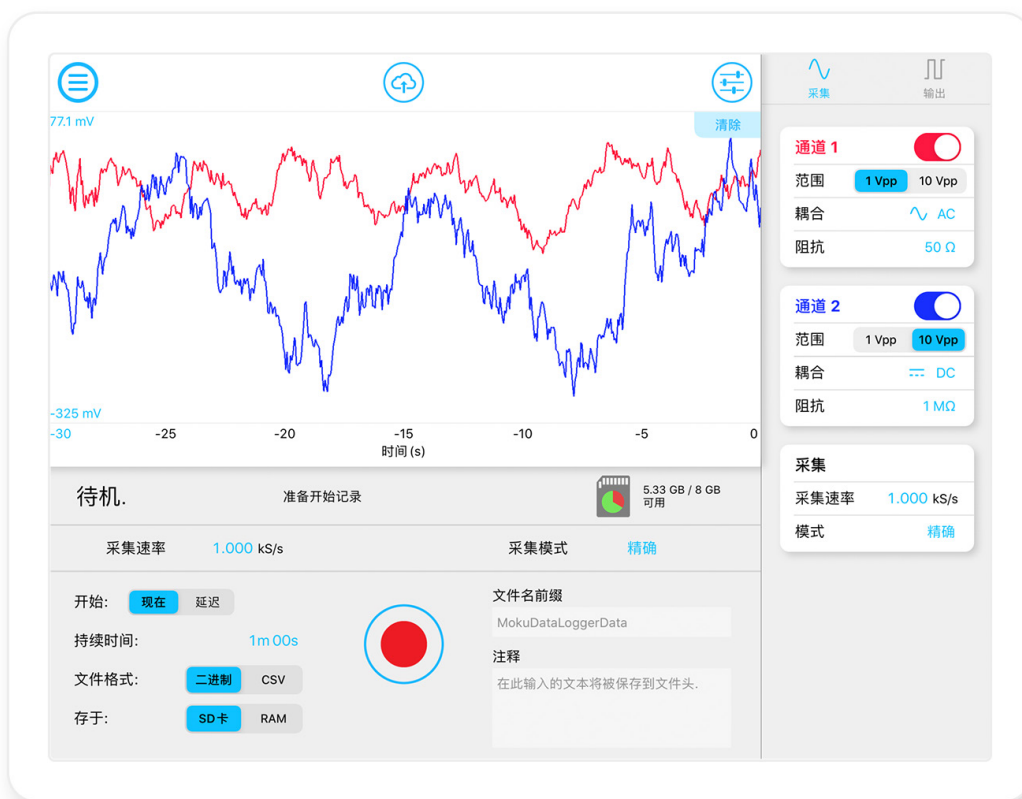 采集
输出
77.1 mV
清除
-325 mV
-30 -25 -20 -15 -10 -5 0
时间 (s)
通道 1
范围 1 Vpp 10 Vpp
耦合 AC
阻抗 50 Ω
通道 2
范围 1 Vpp 10 Vpp
耦合 DC
阻抗 1 MΩ
采集
采集速率 1.000 kS/s
模式 精确
待机.
准备开始记录
5.33 GB / 8 GB
可用
采集速率 1.000 kS/s
采集模式 精确
开始: 现在 延迟
持续时间: 1m 00s
文件格式: 二进制 CSV
存于: SD卡 RAM
文件名前缀
MokuDataLoggerData
注释
在此输入的文本将被保存到文件头.